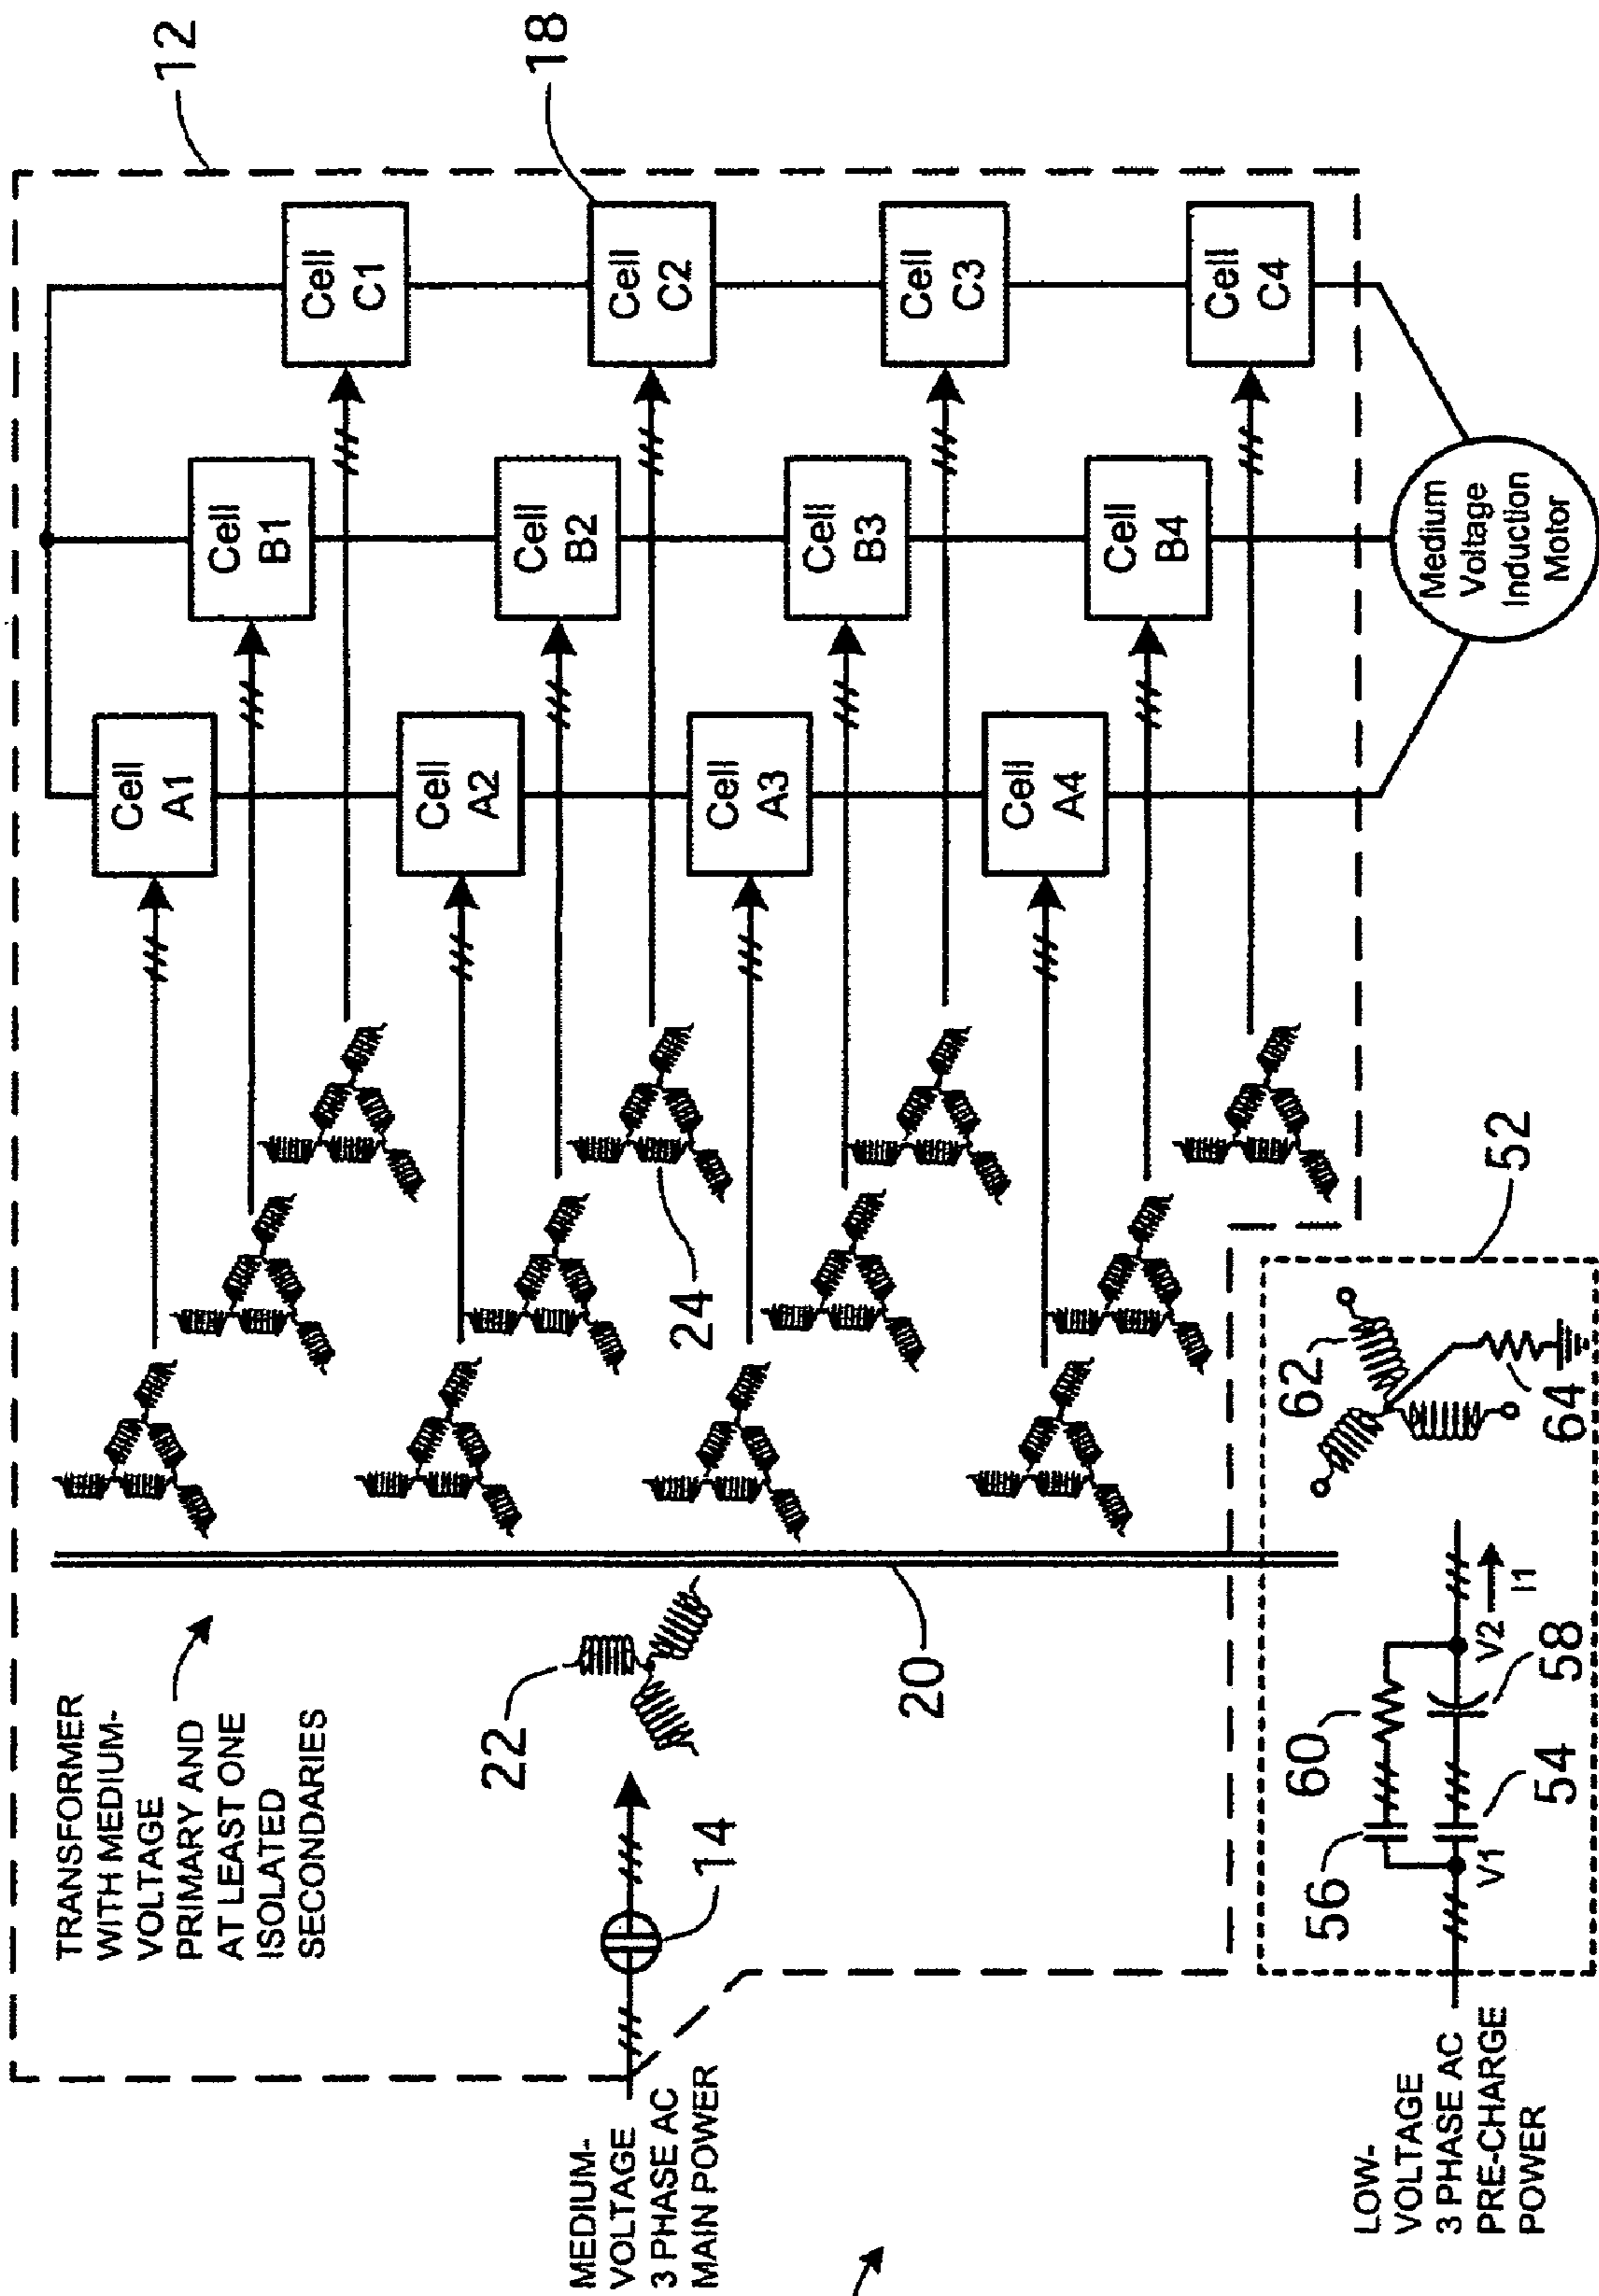 TRANSFORMER
WITH MEDIUM-
VOLTAGE
PRIMARY AND
AT LEAST ONE
ISOLATED
SECONDARIES
12
18
Cell
A1
Cell
B1
Cell
C1
Cell
A2
Cell
B2
Cell
C2
Cell
A3
Cell
B3
Cell
C3
Cell
A4
Cell
B4
Cell
C4
22
24
14
20
MEDIUM-
VOLTAGE
3 PHASE AC
MAIN POWER
Medium
Voltage
Induction
Motor
52
62
64
56
60
V1
V2
I1
54
58
LOW-
VOLTAGE
3 PHASE AC
PRE-CHARGE
POWER